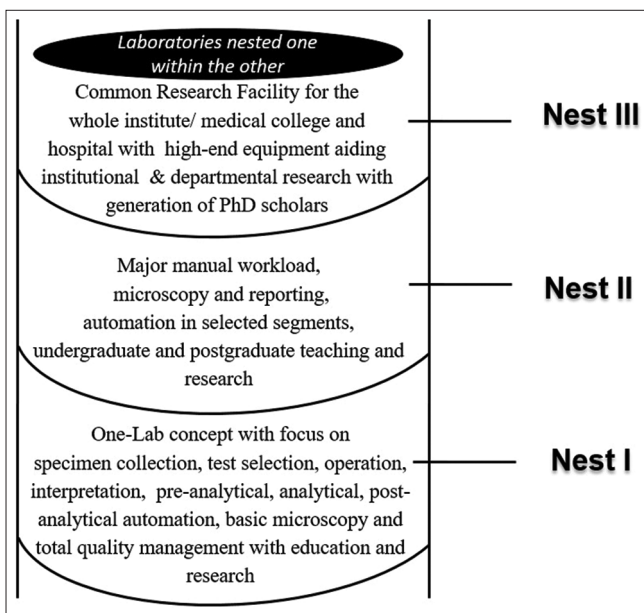 Laboratories nested one
within the other
Common Research Facility for the
whole institute/ medical college and
hospital with high-end equipment aiding
institutional & departmental research with
generation of PhD scholars
Nest III
Major manual workload,
microscopy and reporting,
automation in selected segments,
undergraduate and postgraduate teaching and
research
Nest II
One-Lab concept with focus on
specimen collection, test selection, operation,
interpretation, pre-analytical, analytical, post-
analytical automation, basic microscopy and
total quality management with education and
research
Nest I